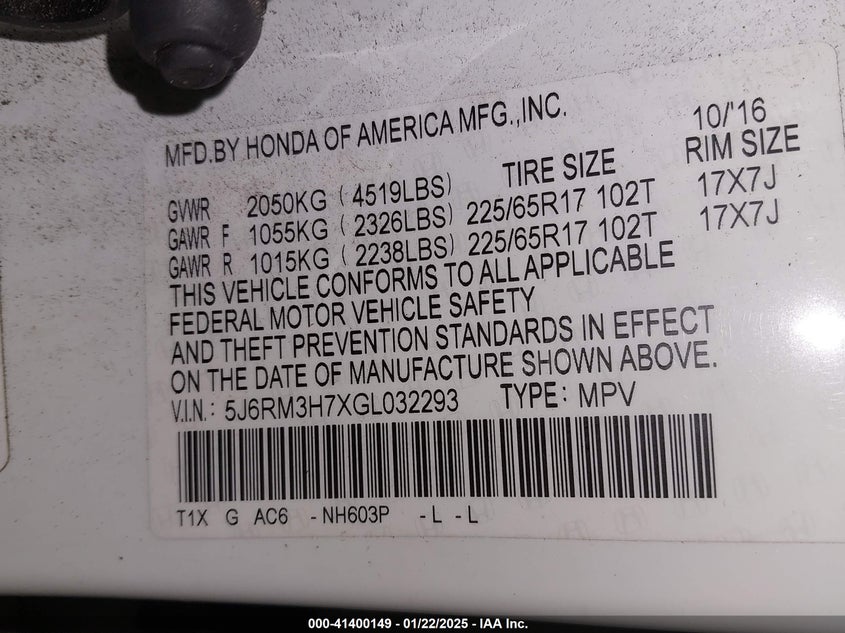 MFD.BY HONDA OF AMERICA MFG.,INC. 10/'16
TIRE SIZE RIM SIZE
GVWR 2050KG (4519LBS)
GAWR F 1055KG (2326LBS) 225/65R17 102T 17X7J
GAWR R 1015KG (2238LBS) 225/65R17 102T 17X7J
THIS VEHICLE CONFORMS TO ALL APPLICABLE
FEDERAL MOTOR VEHICLE SAFETY
AND THEFT PREVENTION STANDARDS IN EFFECT
ON THE DATE OF MANUFACTURE SHOWN ABOVE.
V.I.N.: 5J6RM3H7XGL032293 TYPE: MPV
T1X G AC6 -NH603P -L -L
000-41400149 - 01/22/2025 - IAA Inc.